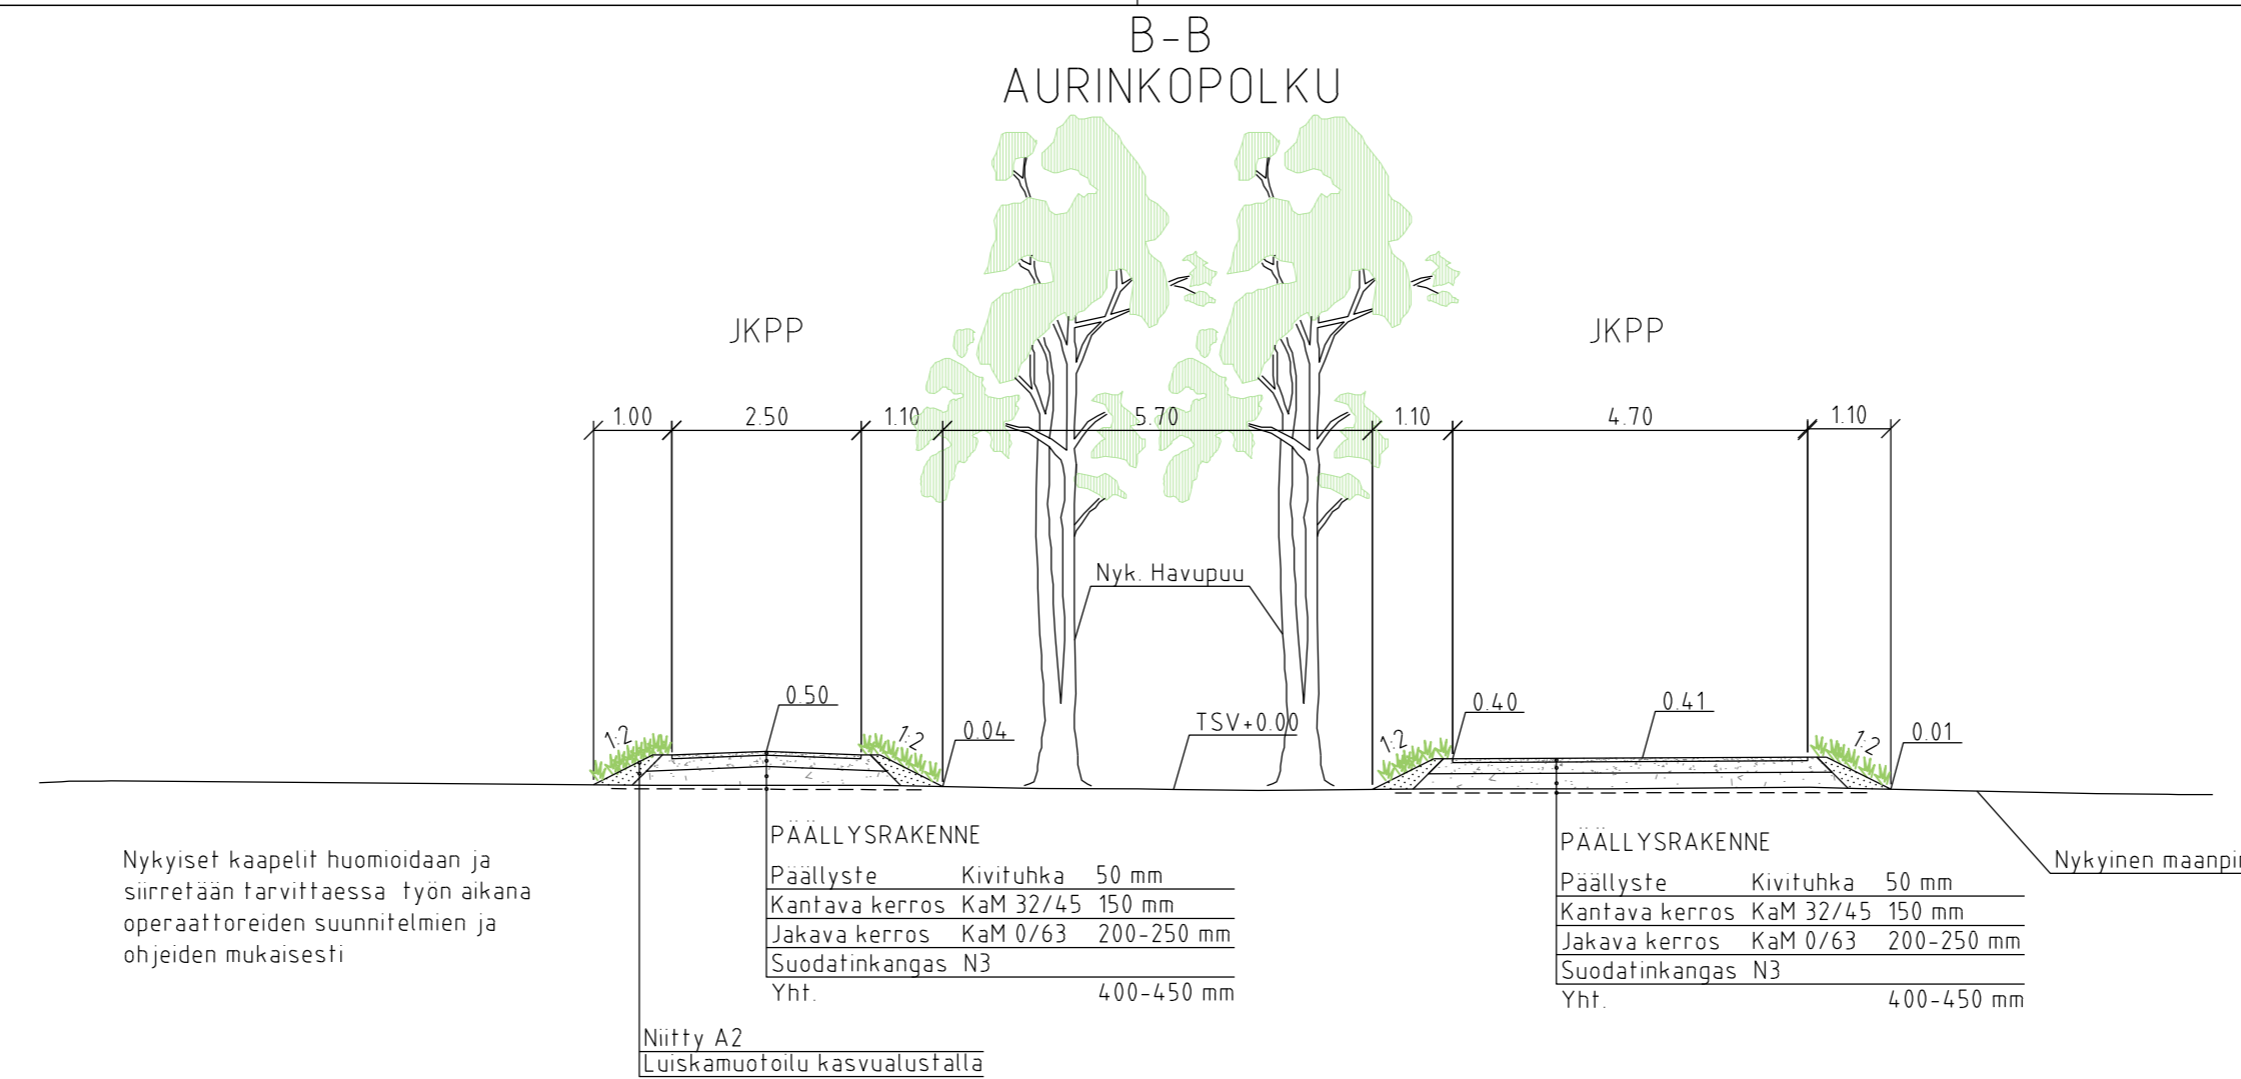 B-B
AURINKOPOLKU
JKPP
JKPP
1.00
2.50
1.10
5.70
1.10
4.70
1.10
Nyk. Havupuu
1:2
0.50
1:2
0.04
TSV+0.00
1:2
0.40
0.41
1:2
0.01
Nykyiset kaapelit huomioidaan ja
siirretään tarvittaessa työn aikana
operaattoreiden suunnitelmien ja
ohjeiden mukaisesti
PÄÄLLYSRAKENNE
Päällyste Kivituhka 50 mm
Kantava kerros KaM 32/45 150 mm
Jakava kerros KaM 0/63 200-250 mm
Suodatinkangas N3
Yht. 400-450 mm
PÄÄLLYSRAKENNE
Päällyste Kivituhka 50 mm
Kantava kerros KaM 32/45 150 mm
Jakava kerros KaM 0/63 200-250 mm
Suodatinkangas N3
Yht. 400-450 mm
Nykyinen
Niitty A2
Luiskamuotoilu kasvualustalla